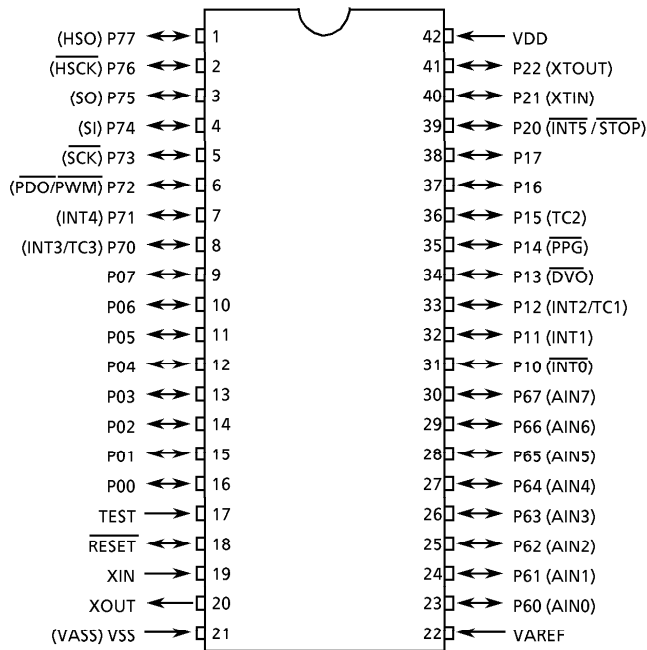 (HSO) P77 1 42 VDD
(HSCK) P76 2 41 P22 (XTOUT)
(SO) P75 3 40 P21 (XTIN)
(SI) P74 4 39 P20 (INT5 / STOP)
(SCK) P73 5 38 P17
(PDO/PWM) P72 6 37 P16
(INT4) P71 7 36 P15 (TC2)
(INT3/TC3) P70 8 35 P14 (PPG)
P07 9 34 P13 (DVO)
P06 10 33 P12 (INT2/TC1)
P05 11 32 P11 (INT1)
P04 12 31 P10 (INT0)
P03 13 30 P67 (AIN7)
P02 14 29 P66 (AIN6)
P01 15 28 P65 (AIN5)
P00 16 27 P64 (AIN4)
TEST 17 26 P63 (AIN3)
RESET 18 25 P62 (AIN2)
XIN 19 24 P61 (AIN1)
XOUT 20 23 P60 (AIN0)
(VASS) VSS 21 22 VAREF